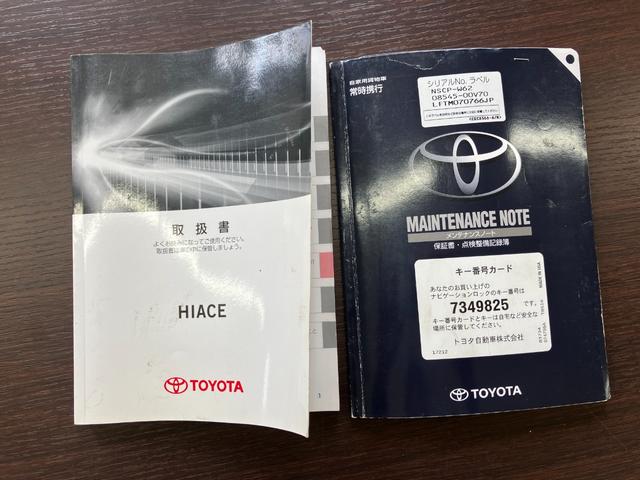 取扱書
よくお読みになってご使用ください。
取扱書は車の中に保管しましょう。
HIACE
TOYOTA
自家用貨物車
常時携行
シリアルNo. ラベル
NSCP-W62
08545-00V70
LFTM070766JP
MAINTENANCE NOTE
メンテナンスノート
保証書・点検整備記録簿
キー番号カード
あなたのお買い上げの
ナビゲーションロックのキー番号は
7349825 です。
キー番号カードとキーは自宅など安全な
場所に保管してください。
トヨタ自動車株式会社
17212
MADE IN USA
TOYOTA